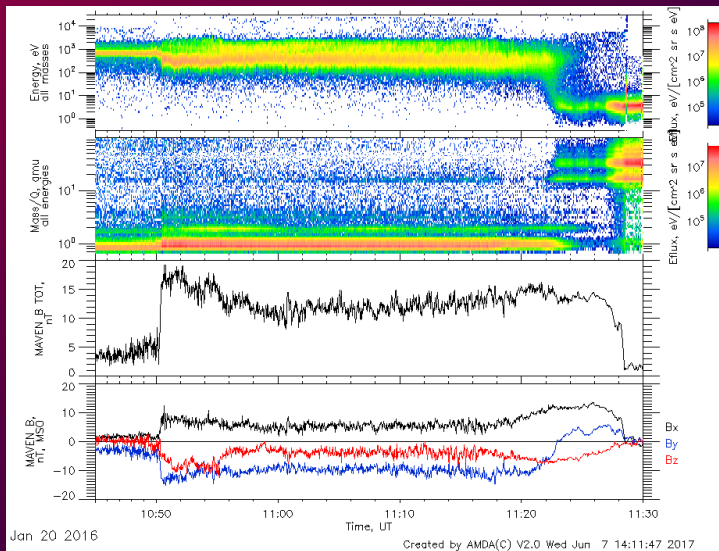 Energy, eV
all masses
10⁴
10³
10²
10¹
10⁰
Eflux, eV/[cm^2 sr s eV]
10⁸
10⁷
10⁶
10⁵
Mass/Q, amu
all energies
10¹
10⁰
Eflux, eV/[cm^2 sr s eV]
10⁷
10⁶
10⁵
MAVEN_B TOT,
nT
20
15
10
5
0
MAVEN_B,
nT, MSO
20
10
0
-10
-20
Bx
By
Bz
10:50
11:00
11:10
11:20
11:30
Time, UT
Jan 20 2016
Created by AMDA(C) V2.0 Wed Jun 7 14:11:47 2017